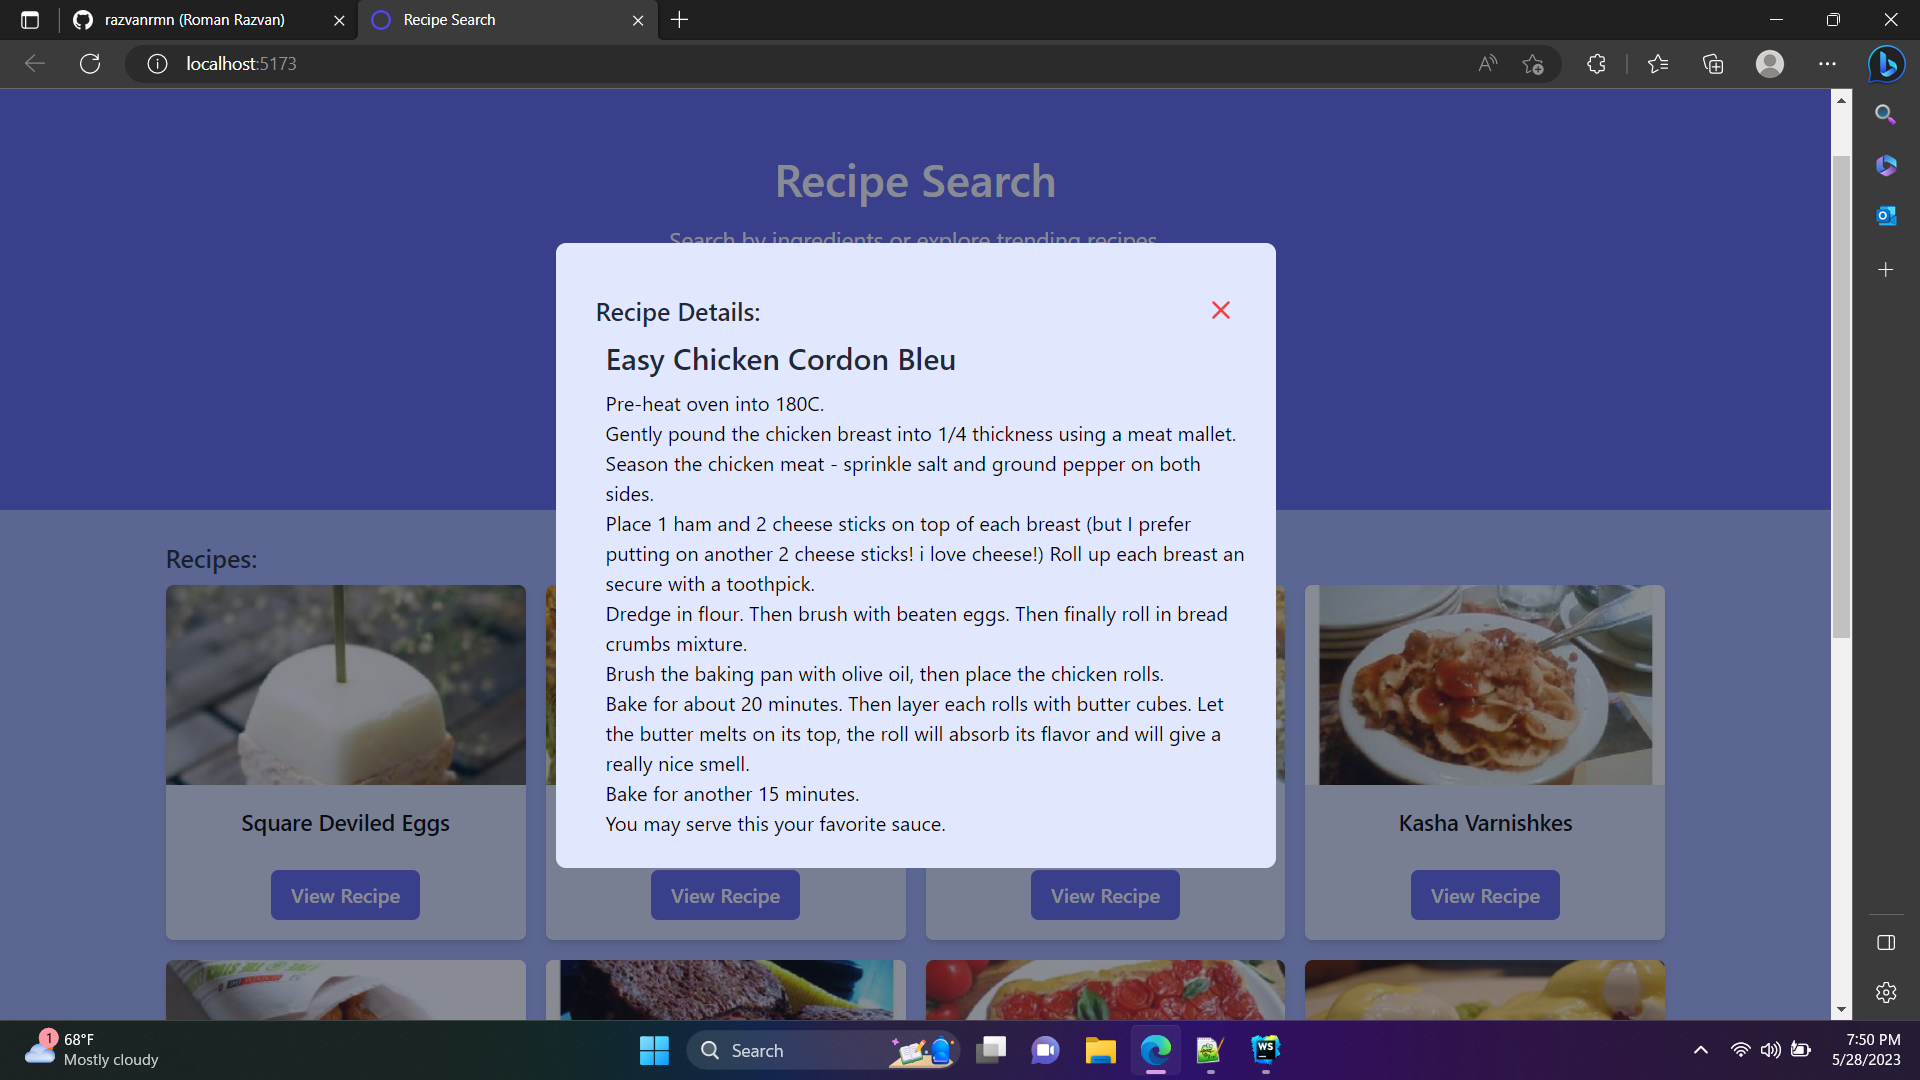 razvanrmn (Roman Razvan)
Recipe Search
localhost:5173
Recipe Search
Search by ingredients or explore trending recipes
Recipe Details:
Easy Chicken Cordon Bleu
Pre-heat oven into 180C.
Gently pound the chicken breast into 1/4 thickness using a meat mallet.
Season the chicken meat - sprinkle salt and ground pepper on both
sides.
Place 1 ham and 2 cheese sticks on top of each breast (but I prefer
putting on another 2 cheese sticks! i love cheese!) Roll up each breast an
secure with a toothpick.
Dredge in flour. Then brush with beaten eggs. Then finally roll in bread
crumbs mixture.
Brush the baking pan with olive oil, then place the chicken rolls.
Bake for about 20 minutes. Then layer each rolls with butter cubes. Let
the butter melts on its top, the roll will absorb its flavor and will give a
really nice smell.
Bake for another 15 minutes.
You may serve this your favorite sauce.
Recipes:
Square Deviled Eggs
Kasha Varnishkes
View Recipe
View Recipe
View Recipe
View Recipe
1
68°F
Mostly cloudy
Search
WS
7:50 PM
5/28/2023